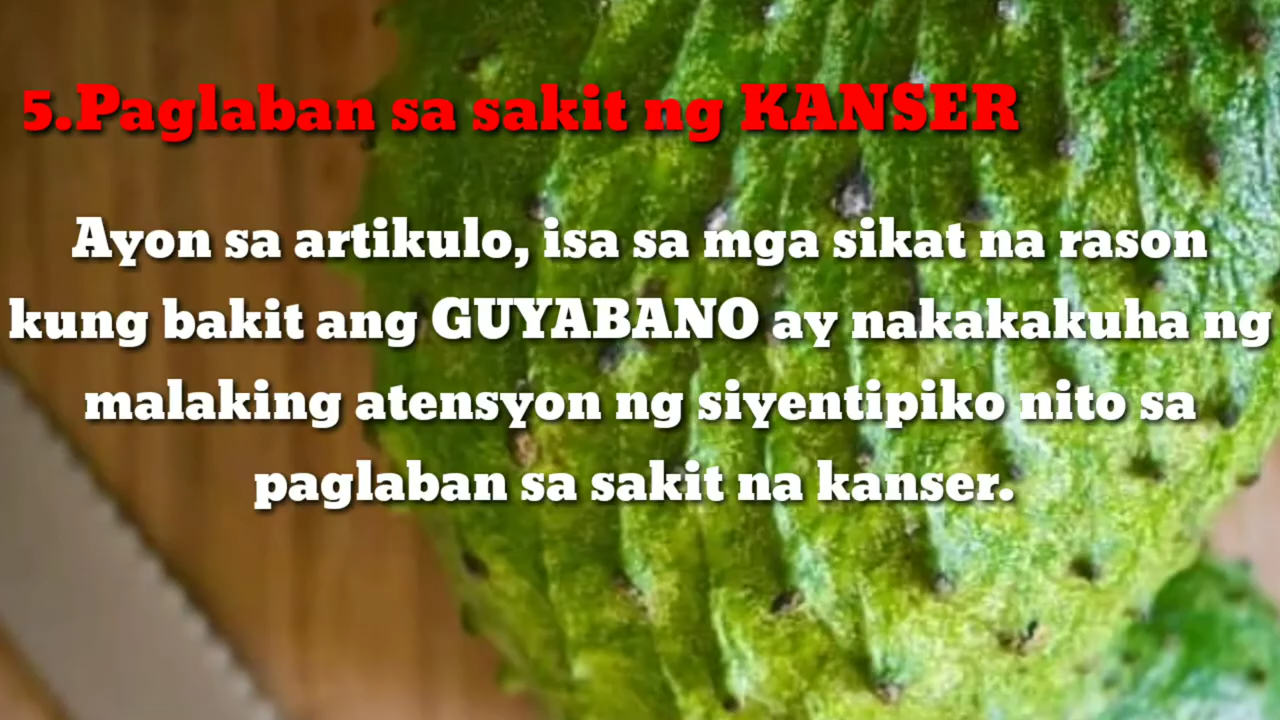 5.Paglaban sa sakit ng KANSER
Ayon sa artikulo, isa sa mga sikat na rason
kung bakit ang GUYABANO ay nakakakuha ng
malaking atensyon ng siyentipiko nito sa
paglaban sa sakit na kanser.